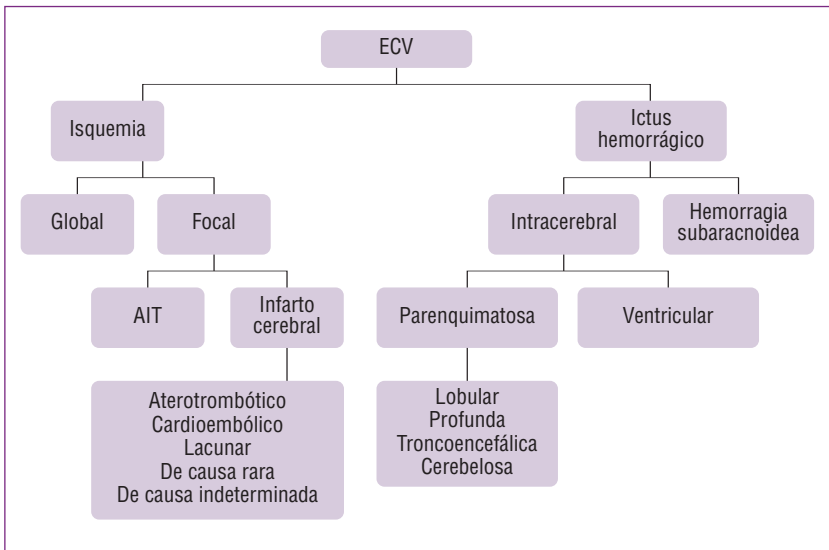 ECV
Isquemia
Ictus
hemorrágico
Global
Focal
Intracerebral
Hemorragia
subaracnoidea
AIT
Infarto
cerebral
Parenquimatosa
Ventricular
Aterotrombótico
Cardioembólico
Lacunar
De causa rara
De causa indeterminada
Lobular
Profunda
Troncoencefálica
Cerebelosa